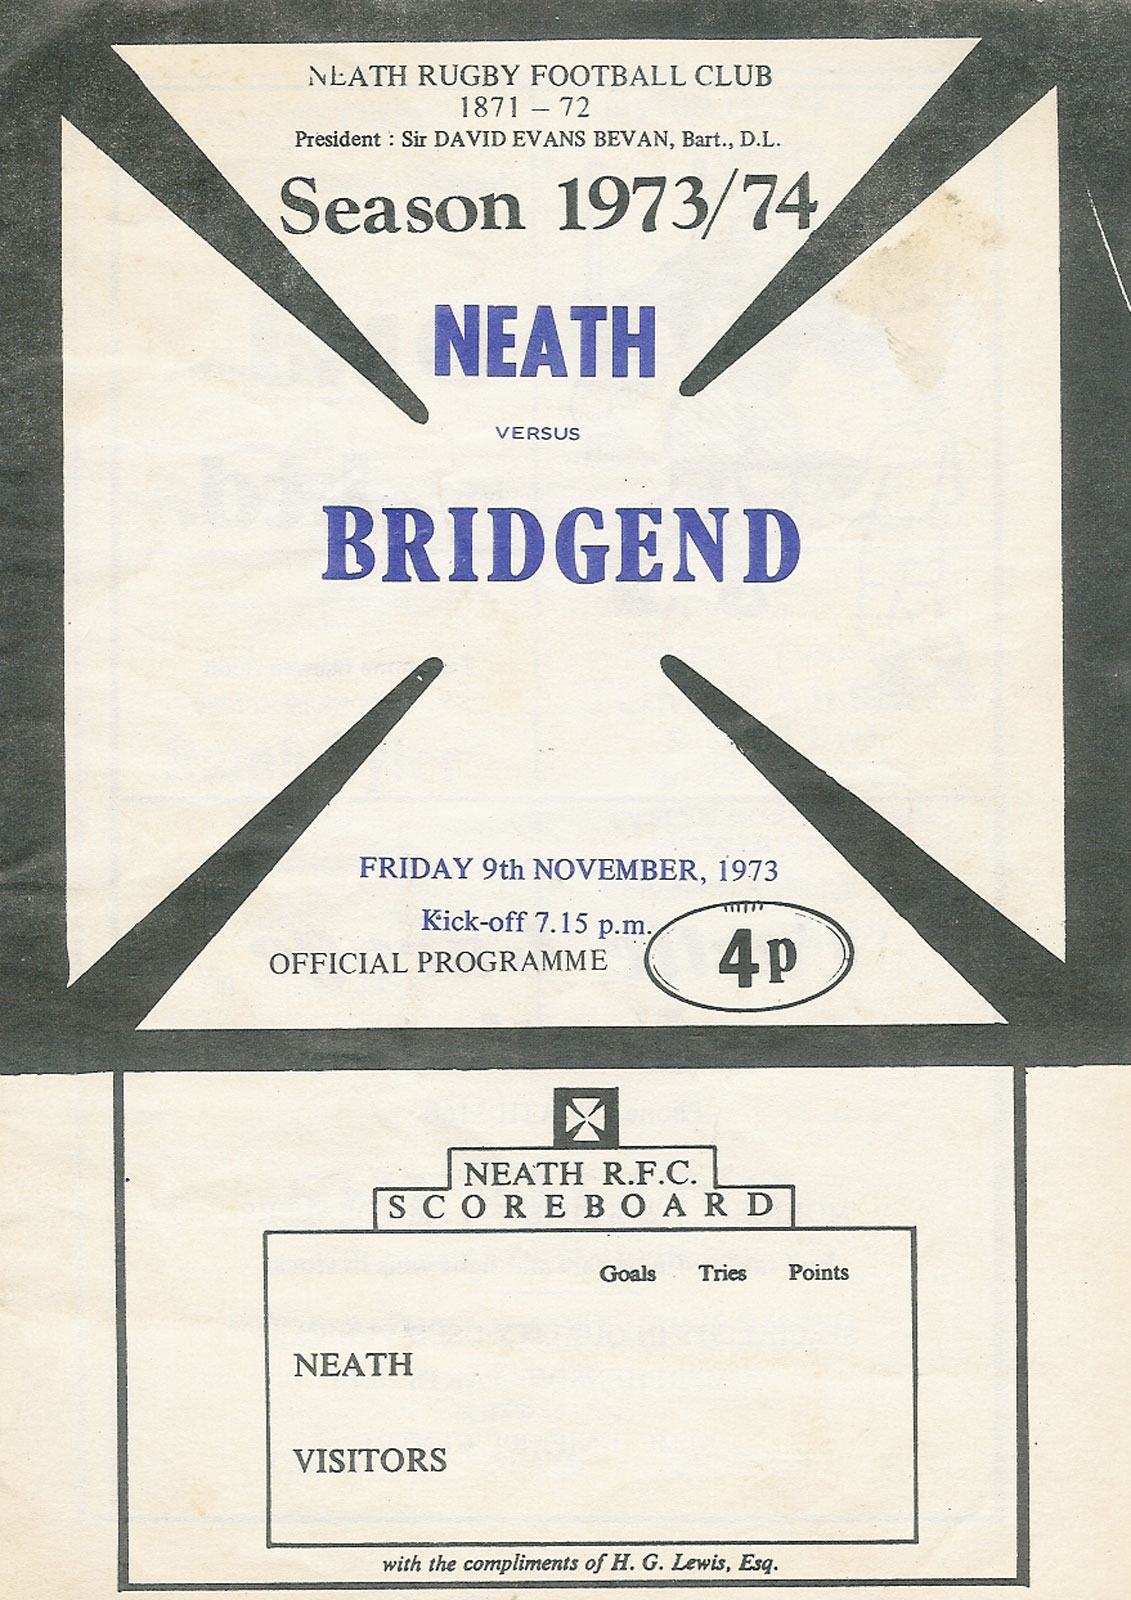 NEATH RUGBY FOOTBALL CLUB
1871 – 72
President : Sir DAVID EVANS BEVAN, Bart., D.L.
Season 1973/74
NEATH
VERSUS
BRIDGEND
FRIDAY 9th NOVEMBER, 1973
Kick-off 7.15 p.m.
OFFICIAL PROGRAMME
4p
NEATH R.F.C.
SCOREBOARD
Goals Tries Points
NEATH
VISITORS
with the compliments of H. G. Lewis, Esq.